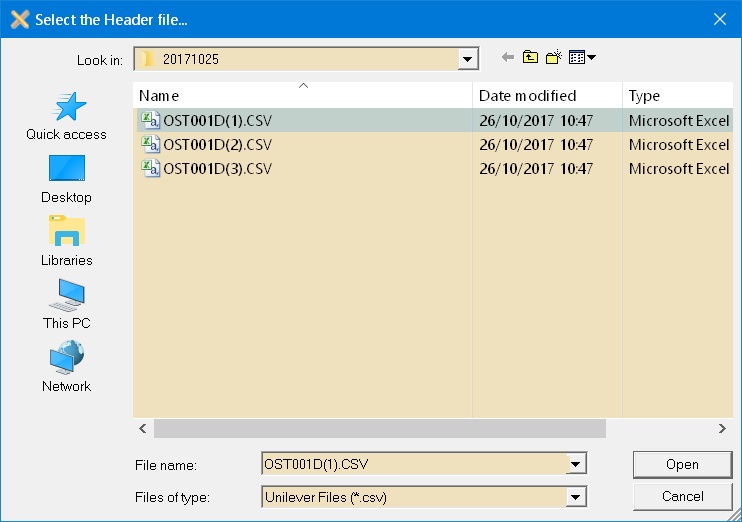 Select the Header file...
Look in: 20171025
Name Date modified Type
OST001D(1).CSV 26/10/2017 10:47 Microsoft Excel
OST001D(2).CSV 26/10/2017 10:47 Microsoft Excel
OST001D(3).CSV 26/10/2017 10:47 Microsoft Excel
Quick access
Desktop
Libraries
This PC
Network
File name: OST001D(1).CSV Open
Files of type: Unilever Files (*.csv) Cancel